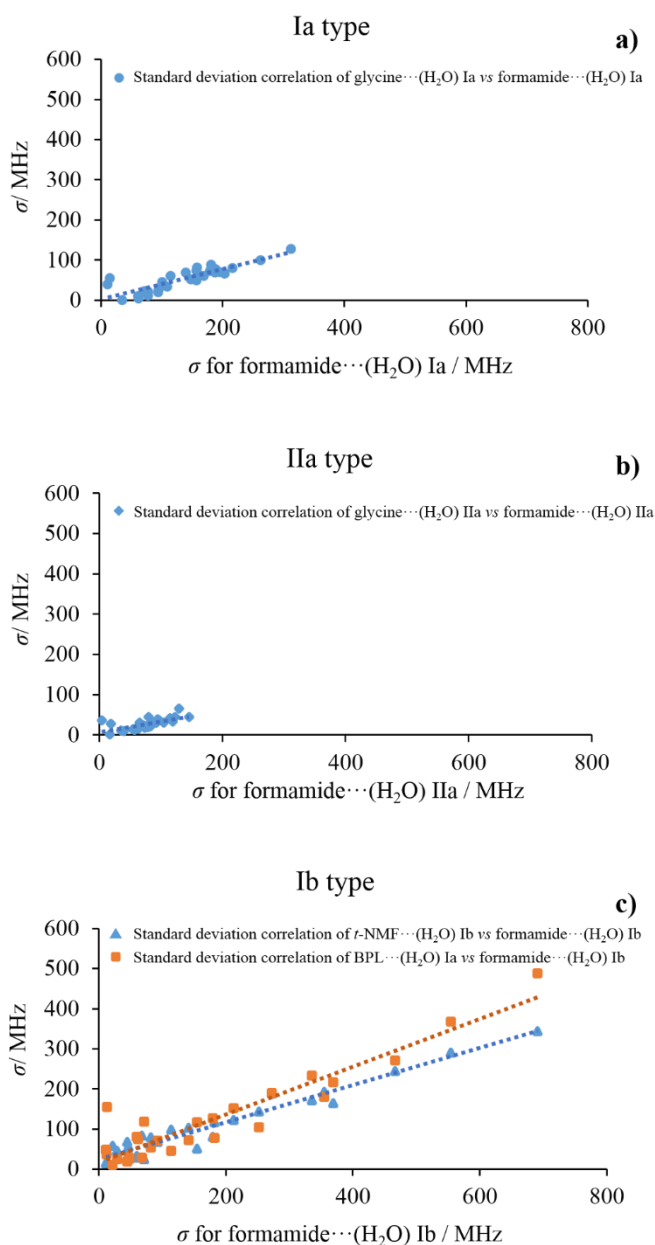 Ia type
a)
Standard deviation correlation of glycine···(H₂O) Ia vs formamide···(H₂O) Ia
600
500
400
300
200
100
0
σ/ MHz
0 200 400 600 800
σ for formamide···(H₂O) Ia / MHz
IIa type
b)
Standard deviation correlation of glycine···(H₂O) IIa vs formamide···(H₂O) IIa
600
500
400
300
200
100
0
σ/ MHz
0 200 400 600 800
σ for formamide···(H₂O) IIa / MHz
Ib type
c)
Standard deviation correlation of t-NMF···(H₂O) Ib vs formamide···(H₂O) Ib
Standard deviation correlation of BPL···(H₂O) Ia vs formamide···(H₂O) Ib
600
500
400
300
200
100
0
σ/ MHz
0 200 400 600 800
σ for formamide···(H₂O) Ib / MHz